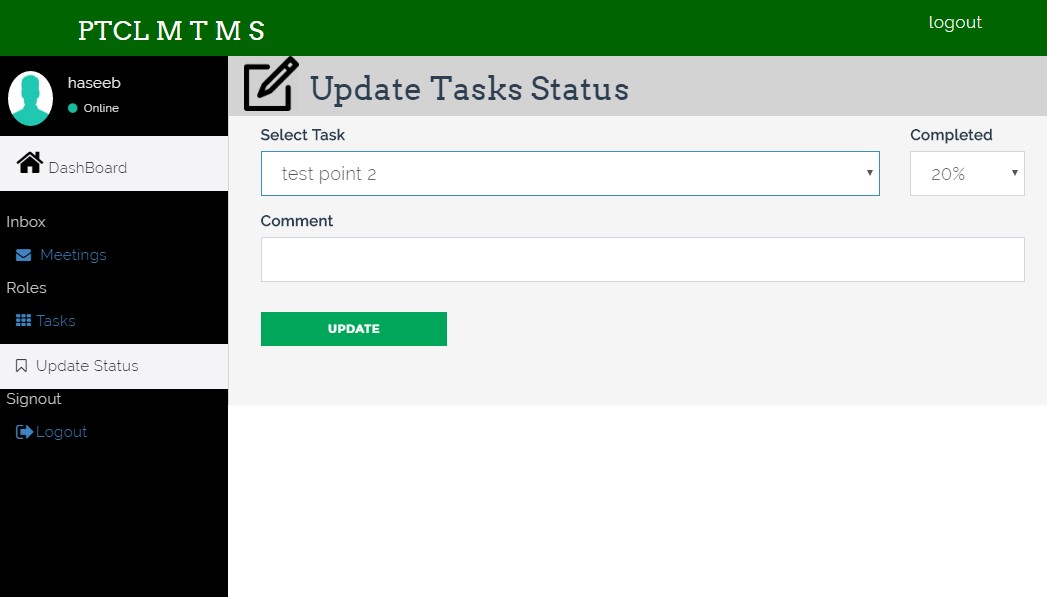 PTCL M T M S
logout
haseeb
Online
DashBoard
Inbox
Meetings
Roles
Tasks
Update Status
Signout
Logout
Update Tasks Status
Select Task
Completed
test point 2
20%
Comment
UPDATE